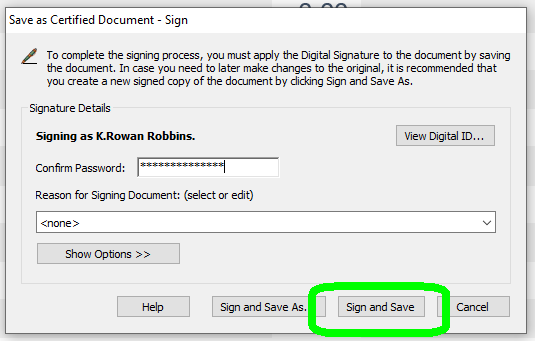 Save as Certified Document - Sign
To complete the signing process, you must apply the Digital Signature to the document by saving
the document. In case you need to later make changes to the original, it is recommended that
you create a new signed copy of the document by clicking Sign and Save As.
Signature Details
Signing as K.Rowan Robbins.
View Digital ID...
Confirm Password: **************
Reason for Signing Document: (select or edit)
<none>
Show Options >>
Help Sign and Save As.. Sign and Save Cancel